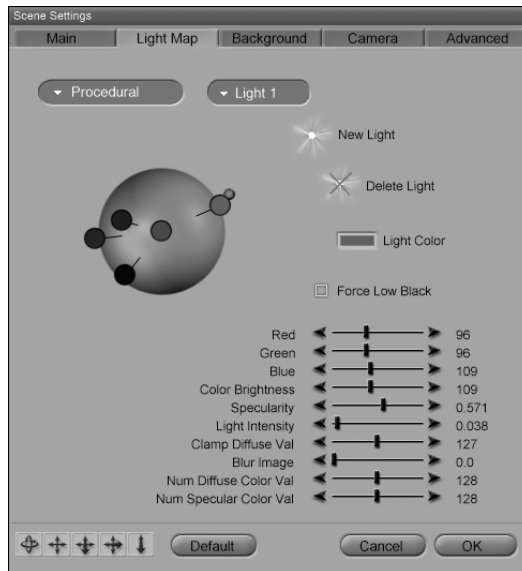 Scene Settings
Main Light Map Background Camera Advanced
Procedural Light 1
New Light
Delete Light
Light Color
Force Low Black
Red 96
Green 96
Blue 109
Color Brightness 109
Specularity 0.571
Light Intensity 0.038
Clamp Diffuse Val 127
Blur Image 0.0
Num Diffuse Color Val 128
Num Specular Color Val 128
Default Cancel OK